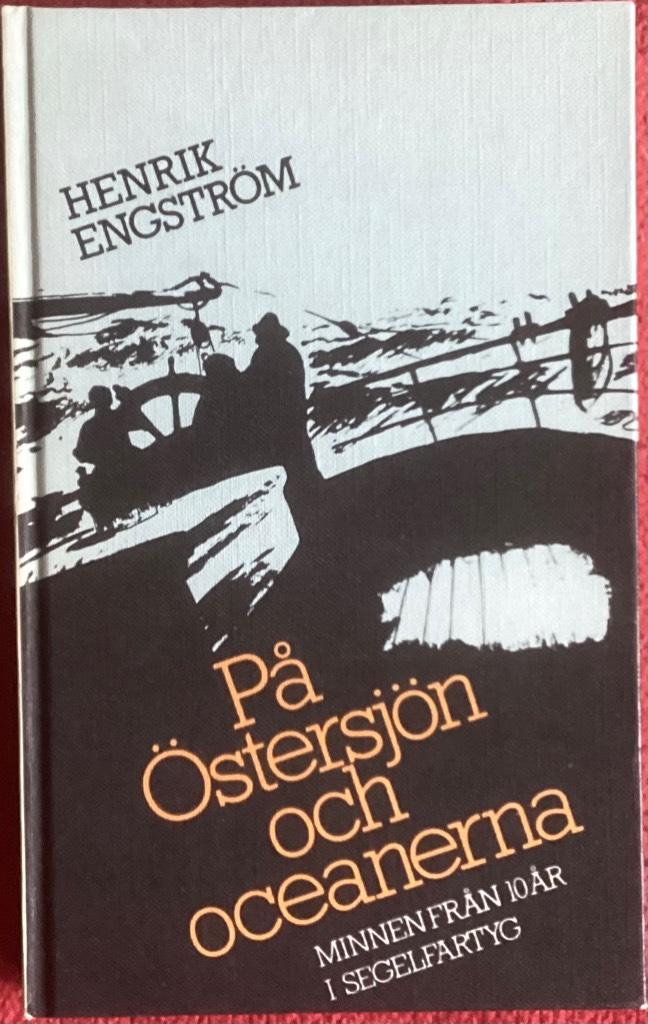 HENRIK
ENGSTRÖM
På
Östersjön
och
oceanerna
MINNEN FRÅN 10 ÅR
I SEGELFARTYG